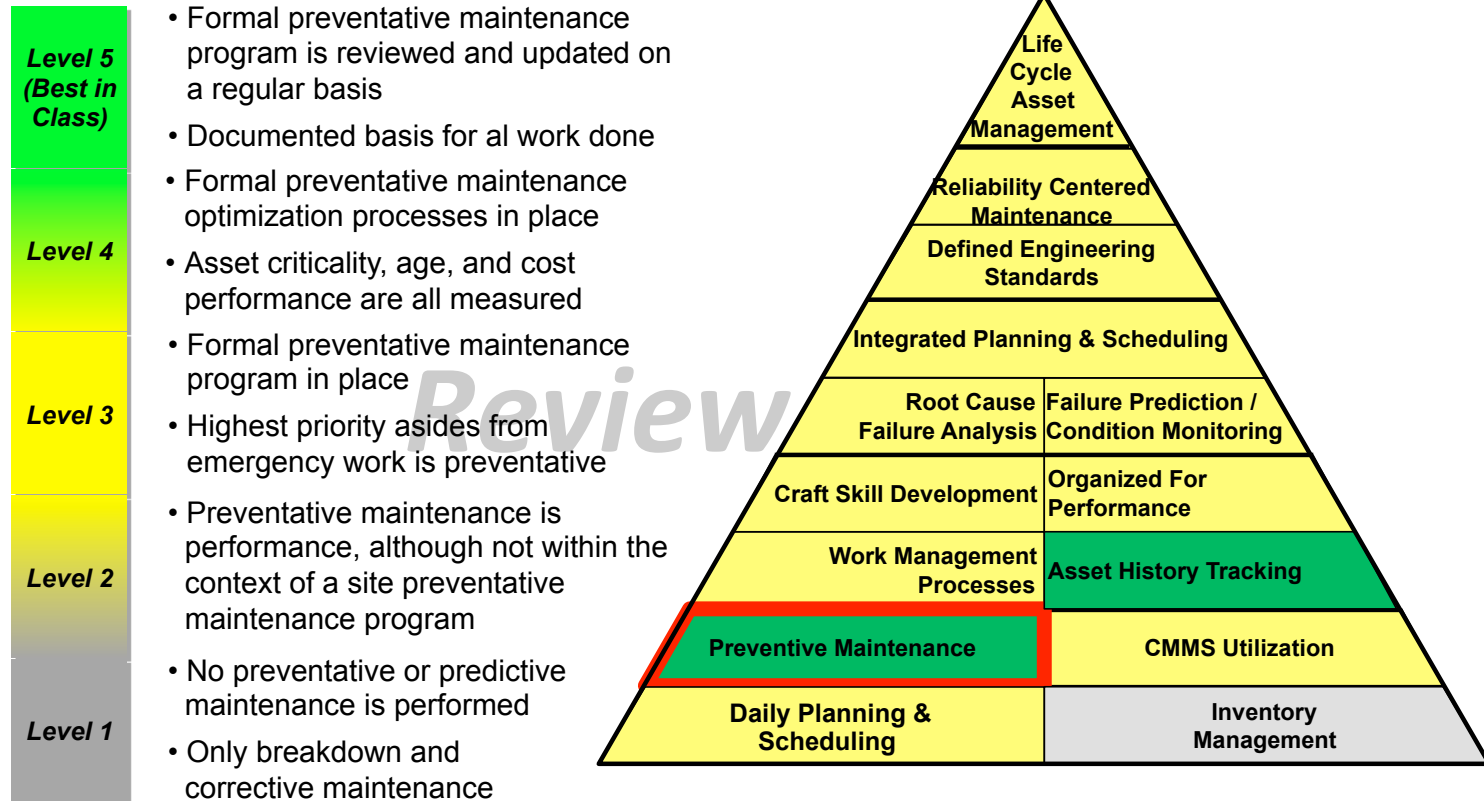 Level 5
(Best in
Class)
• Formal preventative maintenance
program is reviewed and updated on
a regular basis
• Documented basis for al work done
Level 4
• Formal preventative maintenance
optimization processes in place
• Asset criticality, age, and cost
performance are all measured
Level 3
• Formal preventative maintenance
program in place
• Highest priority asides from
emergency work is preventative
Level 2
• Preventative maintenance is
performance, although not within the
context of a site preventative
maintenance program
Level 1
• No preventative or predictive
maintenance is performed
• Only breakdown and
corrective maintenance
Review
Life
Cycle
Asset
Management
Reliability Centered
Maintenance
Defined Engineering
Standards
Integrated Planning & Scheduling
Root Cause
Failure Analysis
Failure Prediction /
Condition Monitoring
Craft Skill Development
Organized For
Performance
Work Management
Processes
Asset History Tracking
Preventive Maintenance
CMMS Utilization
Daily Planning &
Scheduling
Inventory
Management